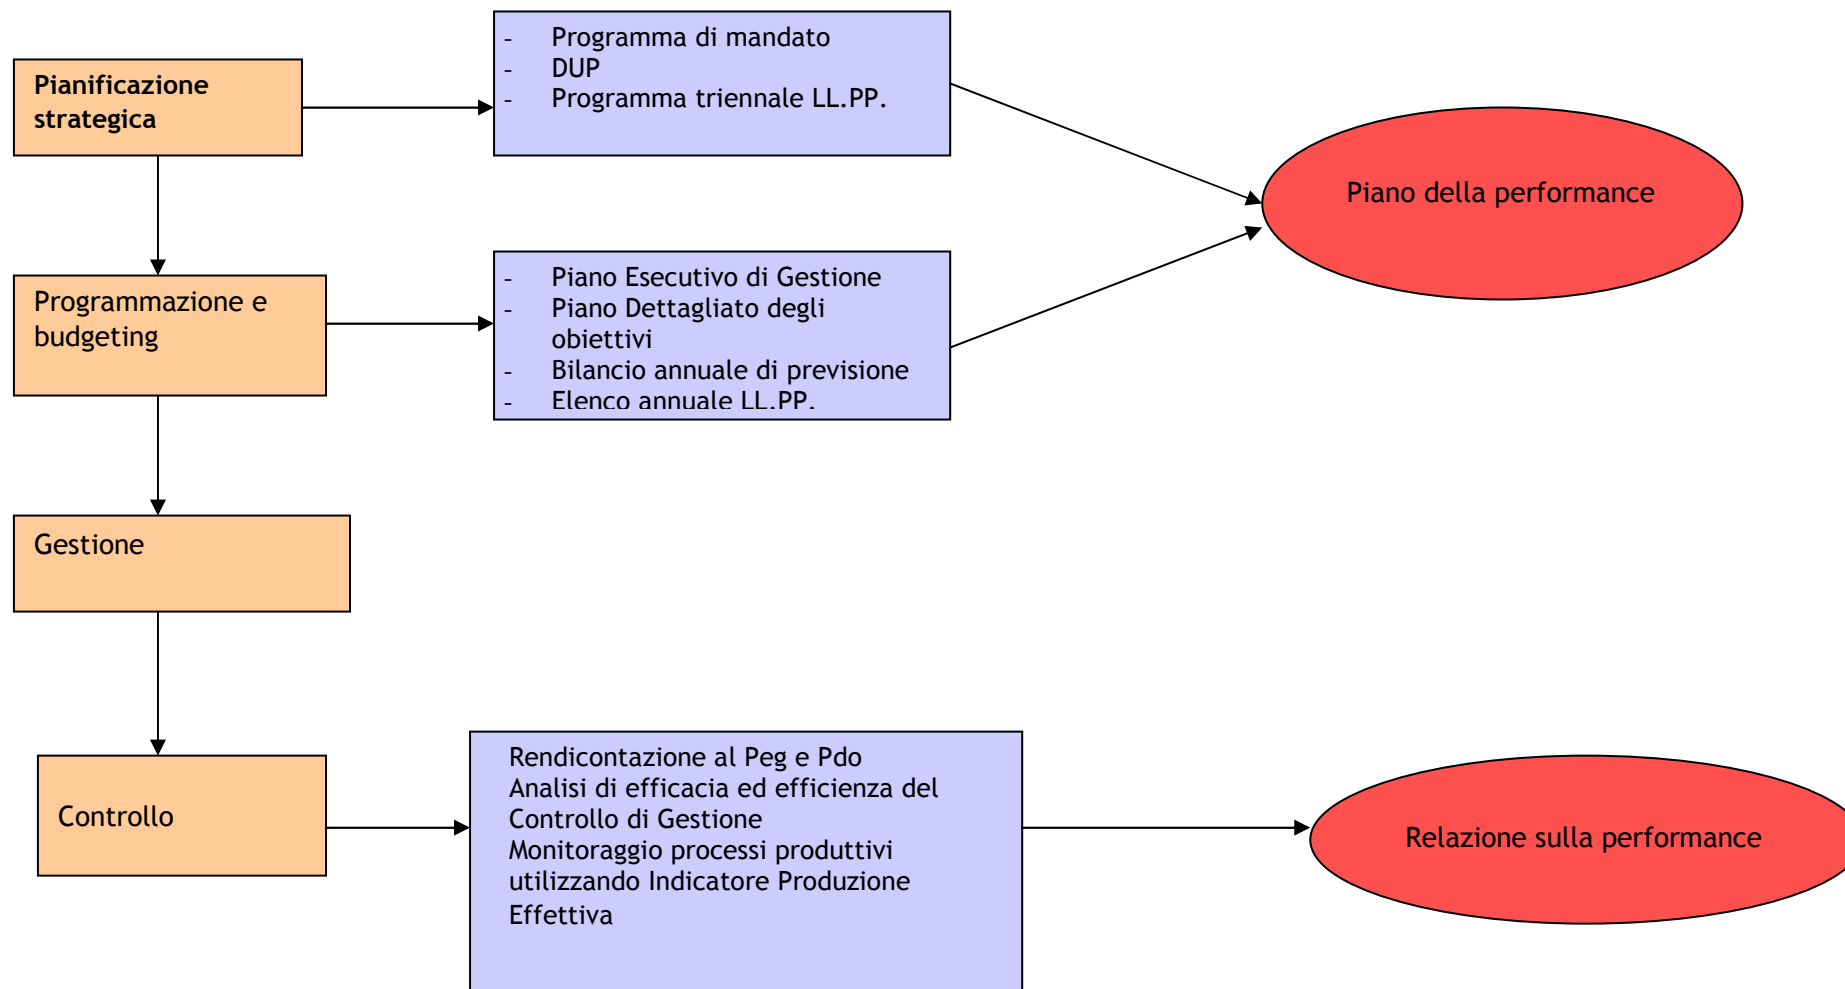 Pianificazione
strategica
- Programma di mandato
- DUP
- Programma triennale LL.PP.
Piano della performance
Programmazione e
budgeting
- Piano Esecutivo di Gestione
- Piano Dettagliato degli
obiettivi
- Bilancio annuale di previsione
- Elenco annuale LL.PP.
Gestione
Controllo
Rendicontazione al Peg e Pdo
Analisi di efficacia ed efficienza del
Controllo di Gestione
Monitoraggio processi produttivi
utilizzando Indicatore Produzione
Effettiva
Relazione sulla performance